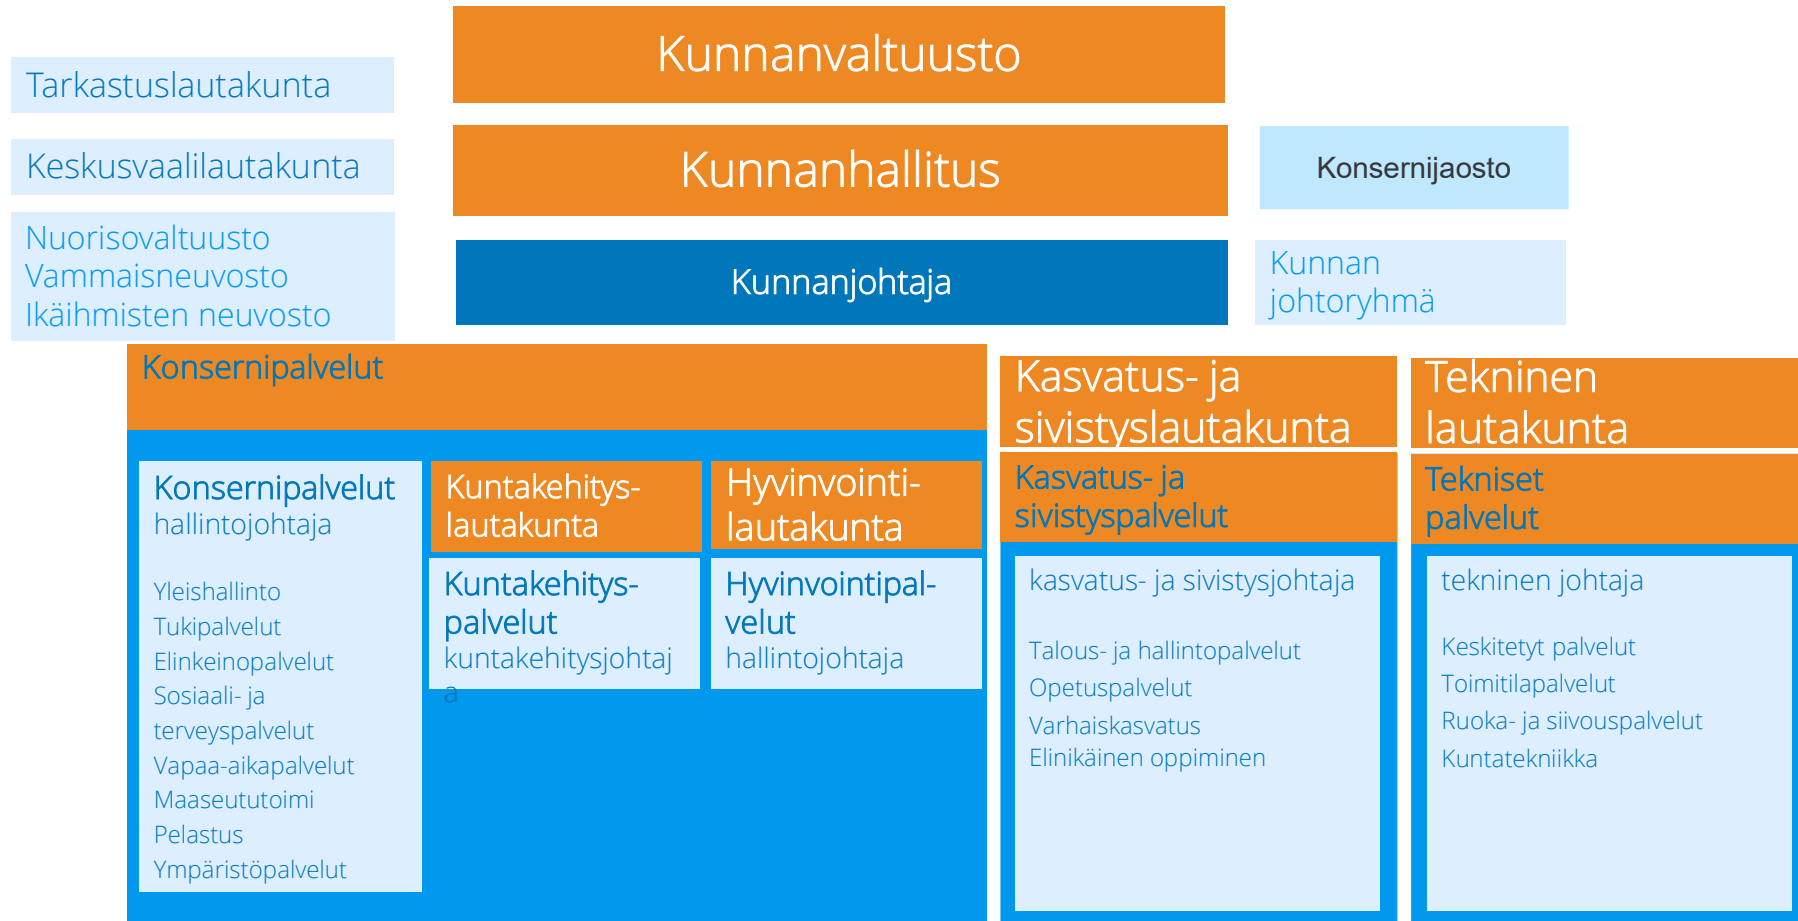 Kunnanvaltuusto
Tarkastuslautakunta
Keskusvaalilautakunta
Kunnanhallitus
Konsernijaosto
Nuorisovaltuusto
Vammaisneuvosto
Ikäihmisten neuvosto
Kunnanjohtaja
Kunnan
johtoryhmä
Konsernipalvelut
Konsernipalvelut
hallintojohtaja
Yleishallinto
Tukipalvelut
Elinkeinopalvelut
Sosiaali- ja
terveyspalvelut
Vapaa-aikapalvelut
Maaseututoimi
Pelastus
Ympäristöpalvelut
Kuntakehitys-
lautakunta
Kuntakehitys-
palvelut
kuntakehitysjohtaj
a
Hyvinvointi-
lautakunta
Hyvinvointipal-
velut
hallintojohtaja
Kasvatus- ja
sivistyslautakunta
Kasvatus- ja
sivistyspalvelut
kasvatus- ja sivistysjohtaja
Talous- ja hallintopalvelut
Opetuspalvelut
Varhaiskasvatus
Elinikäinen oppiminen
Tekninen
lautakunta
Tekniset
palvelut
tekninen johtaja
Keskitetyt palvelut
Toimitilapalvelut
Ruoka- ja siivouspalvelut
Kuntatekniikka